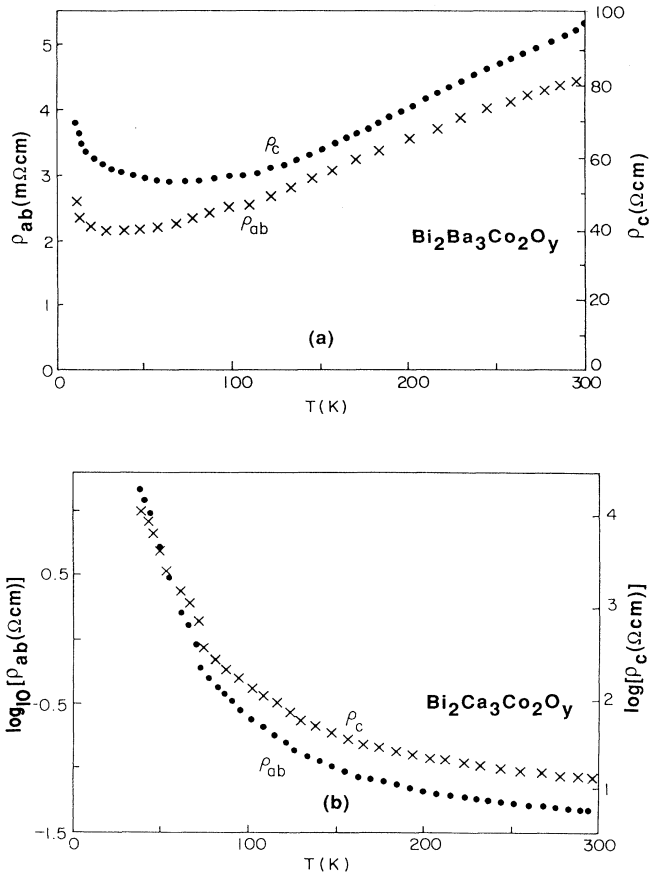 100
5
4
80
3
60
2
40
1
20
0
0
ρab(mΩcm)
ρc(Ωcm)
ρc
ρab
Bi2Ba3Co2Oy
(a)
0 100 200 300
T(K)
4
0.5
3
-0.5
2
1
-1.5
log10[ρab(Ωcm)]
log[ρc(Ωcm)]
Bi2Ca3Co2Oy
ρc
ρab
(b)
0 100 200 300
T(K)